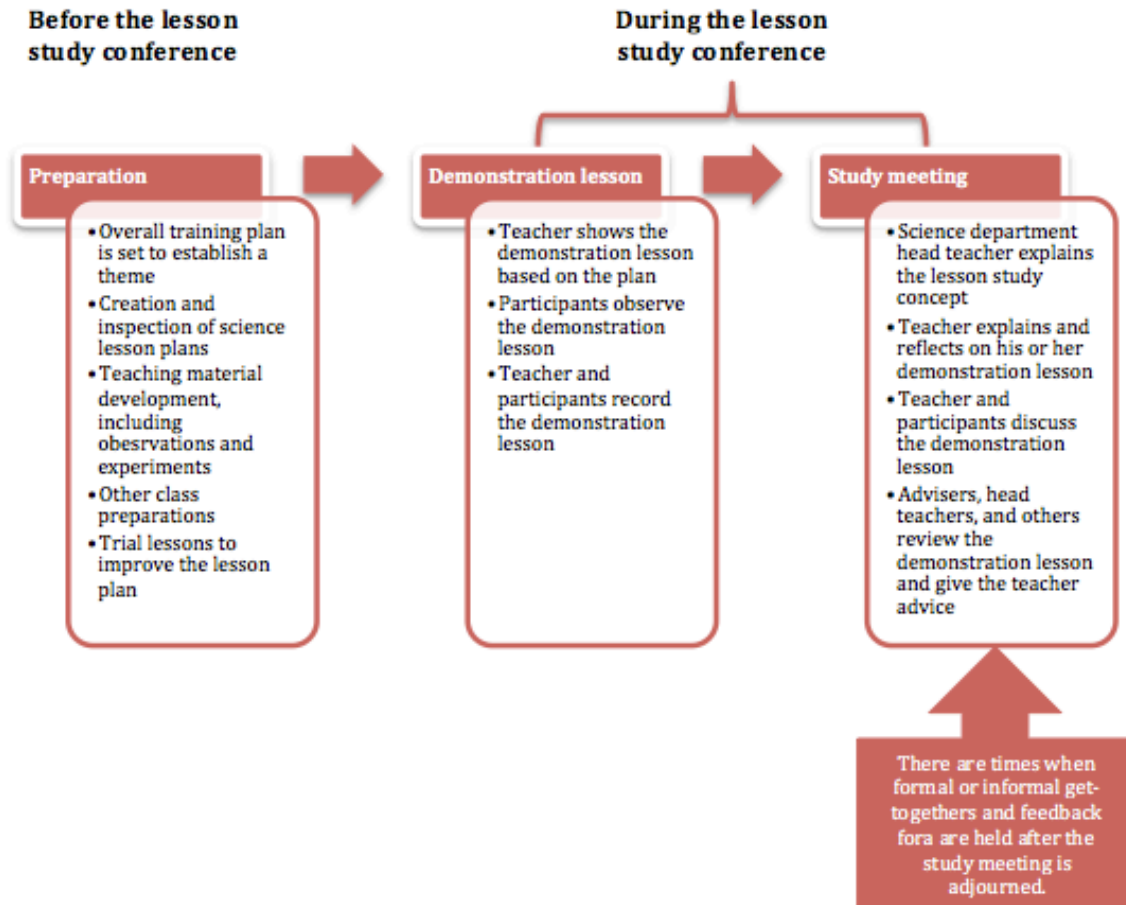 Before the lesson
study conference
During the lesson
study conference
Preparation
•Overall training plan
is set to establish a
theme
•Creation and
inspection of science
lesson plans
•Teaching material
development,
including
obesrvations and
experiments
•Other class
preparations
•Trial lessons to
improve the lesson
plan
Demonstration lesson
•Teacher shows the
demonstration lesson
based on the plan
•Participants observe
the demonstration
lesson
•Teacher and
participants record
the demonstration
lesson
Study meeting
•Science department
head teacher explains
the lesson study
concept
•Teacher explains and
reflects on his or her
demonstration lesson
•Teacher and
participants discuss
the demonstration
lesson
•Advisers, head
teachers, and others
review the
demonstration lesson
and give the teacher
advice
There are times when
formal or informal get-
togethers and feedback
fora are held after the
study meeting is
adjourned.